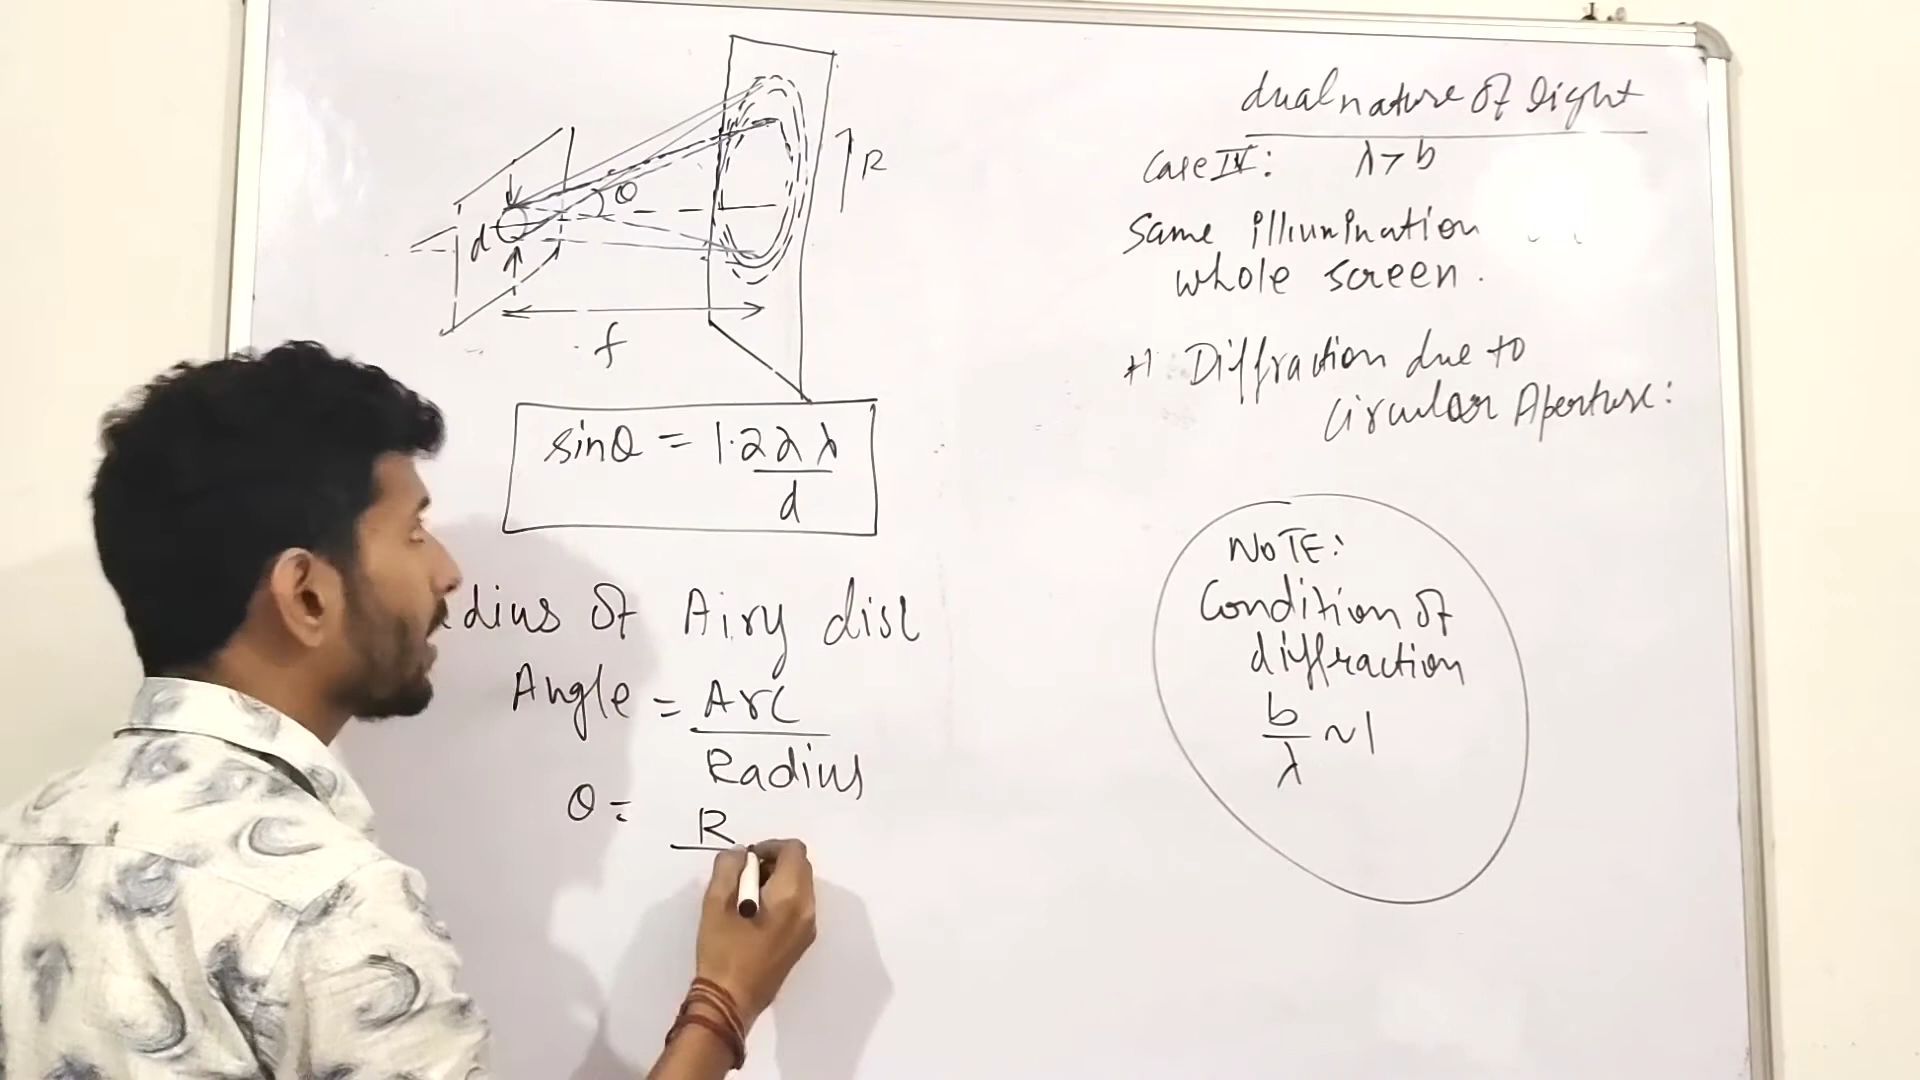 R
θ
d
f
sinθ = 1.22 λ
d
dius of Airy disc
Angle = Arc
Radius
θ =
R
dual nature of light
Case IV: λ > b
Same illumination
whole screen.
Diffraction due to
Circular Aperture:
NOTE:
Condition of
diffraction
b
λ
~1